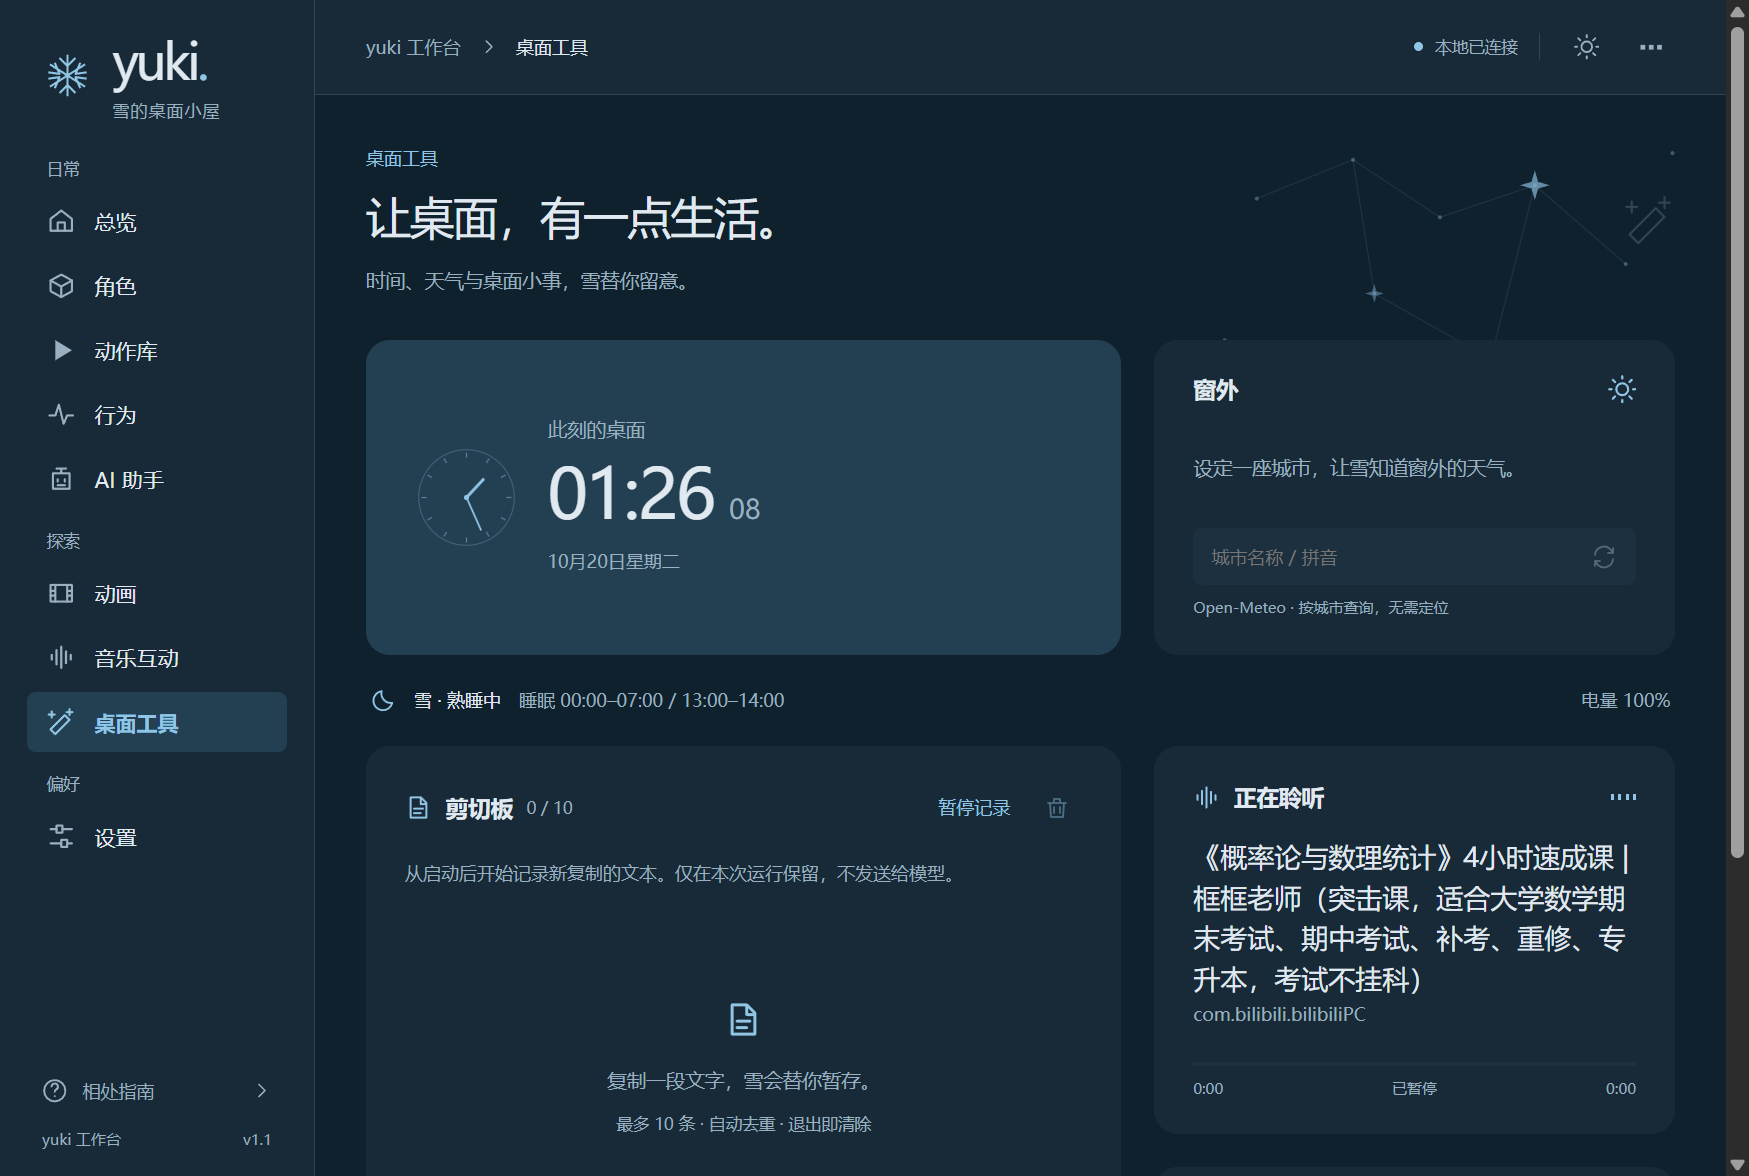 yuki.
雪的桌面小屋
日常
总览
角色
动作库
行为
AI 助手
探索
动画
音乐互动
桌面工具
偏好
设置
相处指南
yuki 工作台
v1.1
yuki 工作台
桌面工具
本地已连接
桌面工具
让桌面，有一点生活。
时间、天气与桌面小事，雪替你留意。
此刻的桌面
01:26 08
10月20日星期二
窗外
设定一座城市，让雪知道窗外的天气。
城市名称 / 拼音
Open-Meteo · 按城市查询，无需定位
雪 · 熟睡中 睡眠 00:00–07:00 / 13:00–14:00
电量 100%
剪切板 0 / 10
暂停记录
从启动后开始记录新复制的文本。仅在本次运行保留，不发送给模型。
复制一段文字，雪会替你暂存。
最多 10 条 · 自动去重 · 退出即清除
正在聆听
《概率论与数理统计》4小时速成课 |
框框老师（突击课，适合大学数学期
末考试、期中考试、补考、重修、专
升本，考试不挂科）
com.bilibili.bilibiliPC
0:00
已暂停
0:00